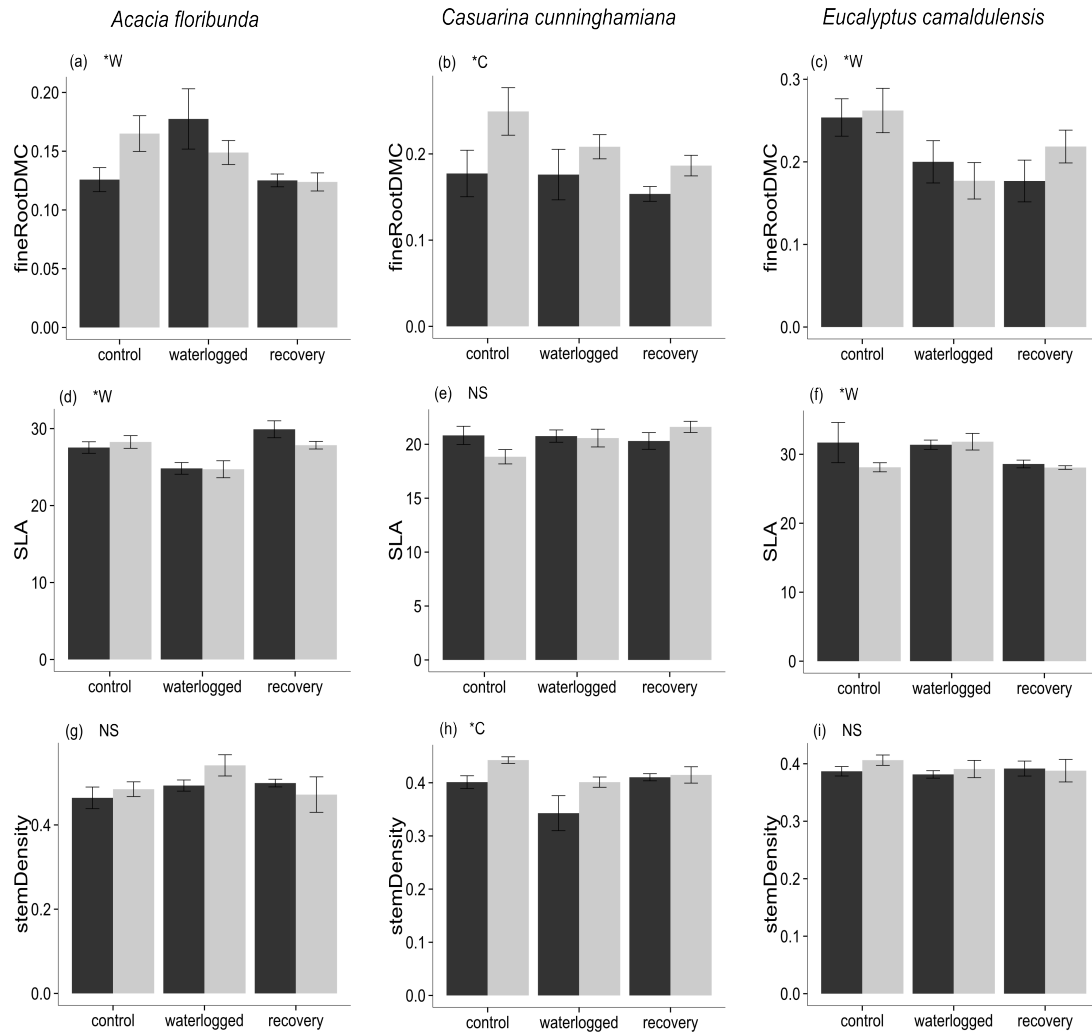 Acacia floribunda
Casuarina cunninghamiana
Eucalyptus camaldulensis
(a) *W
fineRootDMC
0.20
0.15
0.10
0.05
0.00
control waterlogged recovery
(b) *C
fineRootDMC
0.2
0.1
0.0
control waterlogged recovery
(c) *W
fineRootDMC
0.3
0.2
0.1
0.0
control waterlogged recovery
(d) *W
SLA
30
20
10
0
control waterlogged recovery
(e) NS
SLA
20
15
10
5
0
control waterlogged recovery
(f) *W
SLA
30
20
10
0
control waterlogged recovery
(g) NS
stemDensity
0.4
0.2
0.0
control waterlogged recovery
(h) *C
stemDensity
0.4
0.3
0.2
0.1
0.0
control waterlogged recovery
(i) NS
stemDensity
0.4
0.3
0.2
0.1
0.0
control waterlogged recovery